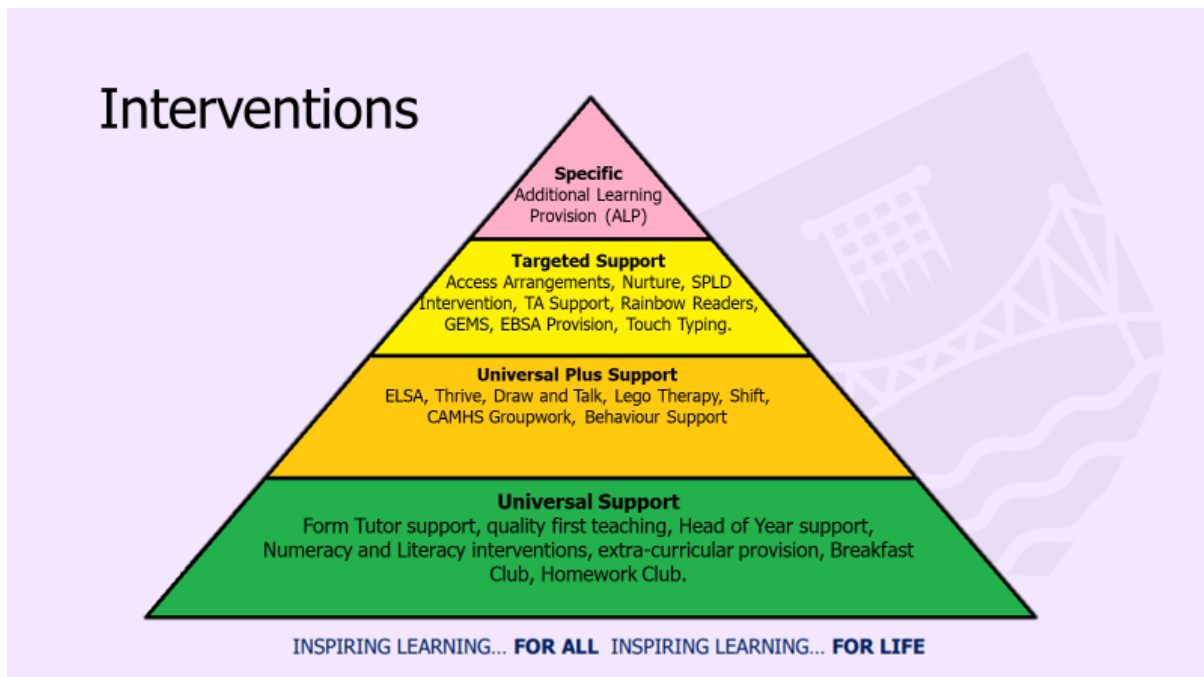 Interventions
Specific
Additional Learning
Provision (ALP)
Targeted Support
Access Arrangements, Nurture, SPLD
Intervention, TA Support, Rainbow Readers,
GEMS, EBSA Provision, Touch Typing.
Universal Plus Support
ELSA, Thrive, Draw and Talk, Lego Therapy, Shift,
CAMHS Groupwork, Behaviour Support
Universal Support
Form Tutor support, quality first teaching, Head of Year support,
Numeracy and Literacy interventions, extra-curricular provision, Breakfast
Club, Homework Club.
INSPIRING LEARNING... FOR ALL INSPIRING LEARNING... FOR LIFE